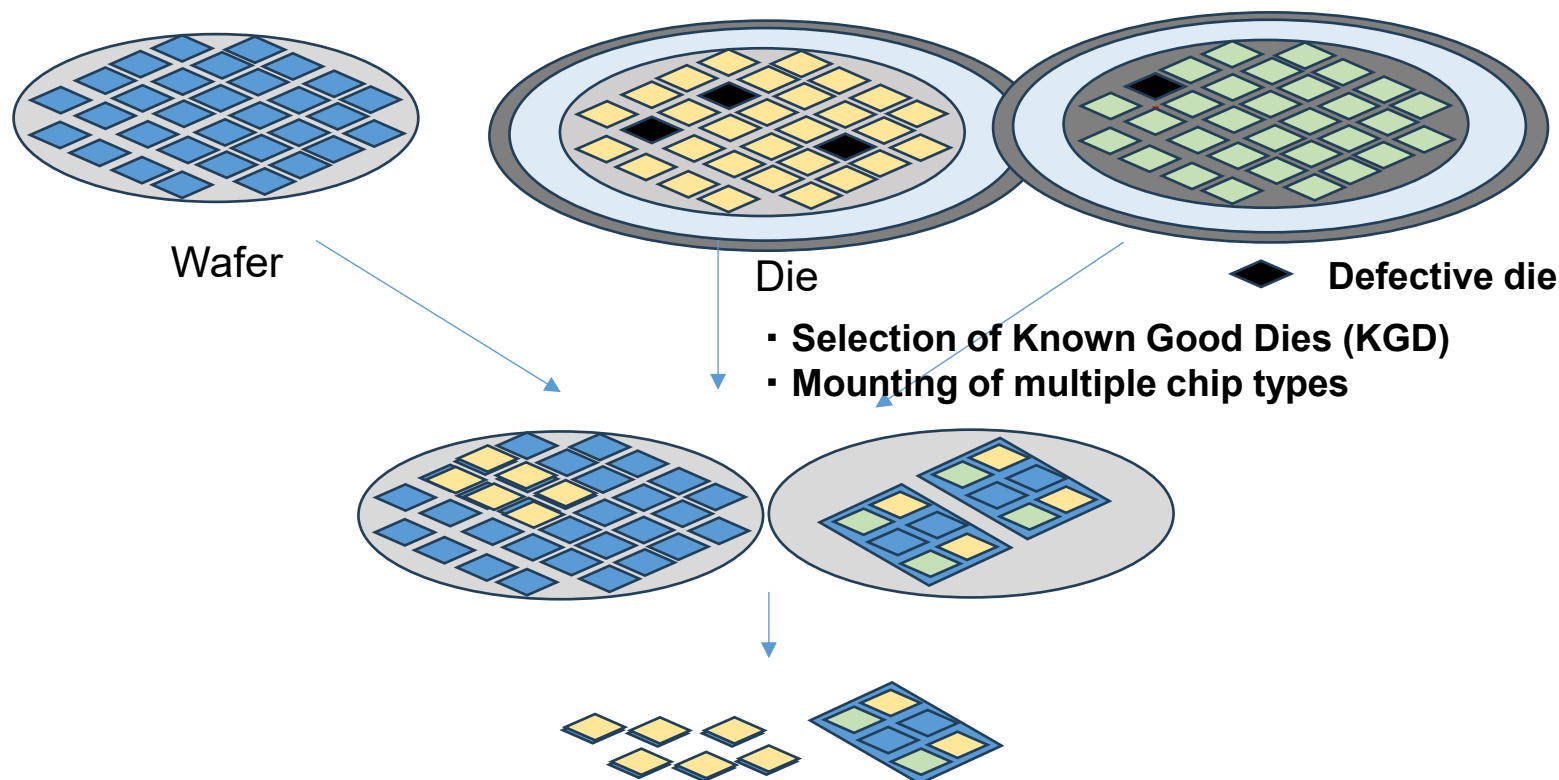 Wafer
Die
Defective die
▪ Selection of Known Good Dies (KGD)
▪ Mounting of multiple chip types